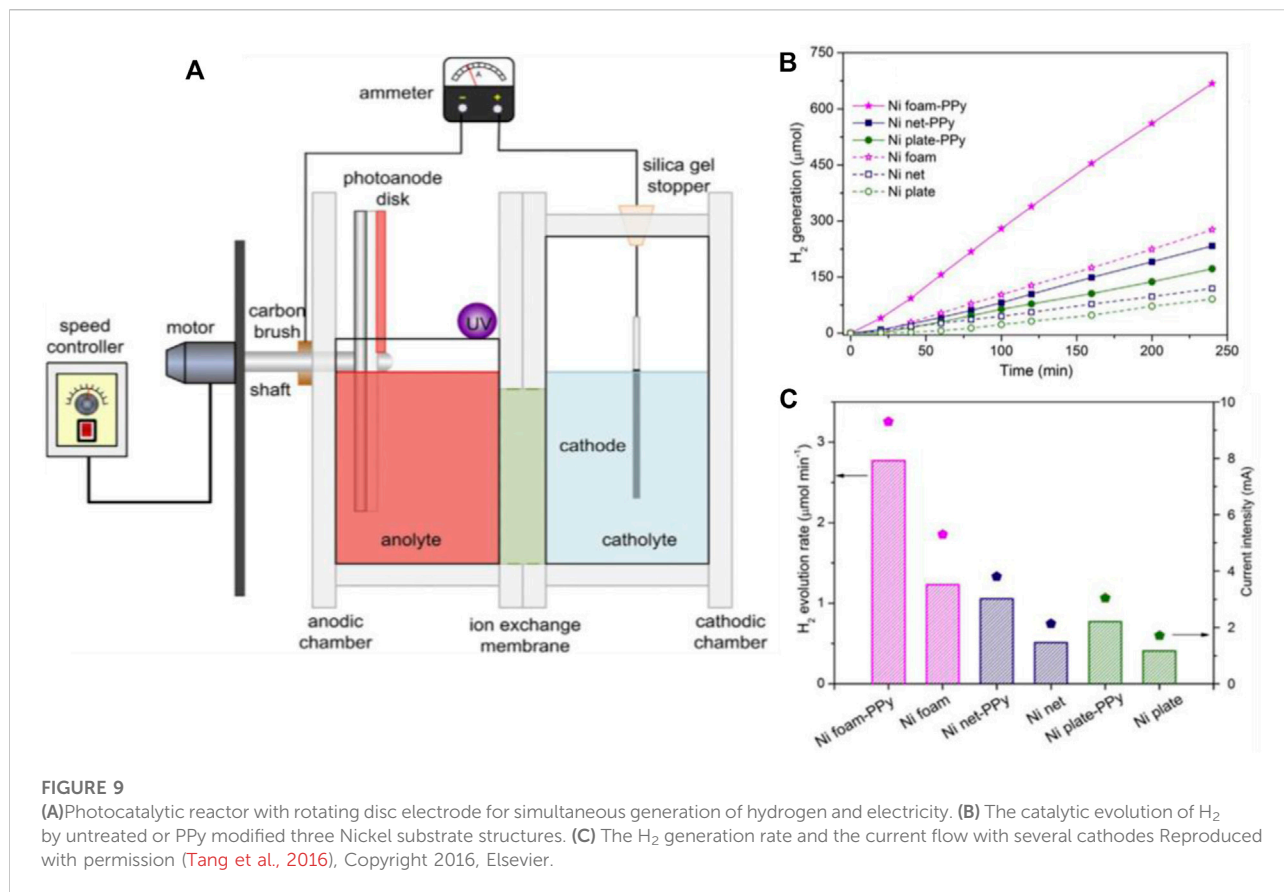 A
ammeter
A
− +
photoanode
disk
silica gel
stopper
UV
carbon
brush
speed
controller
motor
shaft
cathode
anolyte
catholyte
anodic
chamber
ion exchange
membrane
cathodic
chamber
B
H2 generation (μmol)
750
600
450
300
150
0
Ni foam-PPy
Ni net-PPy
Ni plate-PPy
Ni foam
Ni net
Ni plate
0 50 100 150 200 250
Time (min)
C
H2 evolution rate (μmol min⁻¹)
3
2
1
0
Current intensity (mA)
10
8
6
4
2
0
Ni foam-PPy
Ni foam
Ni net-PPy
Ni net
Ni plate-PPy
Ni plate
FIGURE 9
(A)Photocatalytic reactor with rotating disc electrode for simultaneous generation of hydrogen and electricity. (B) The catalytic evolution of H2
by untreated or PPy modified three Nickel substrate structures. (C) The H2 generation rate and the current flow with several cathodes Reproduced
with permission (Tang et al., 2016), Copyright 2016, Elsevier.